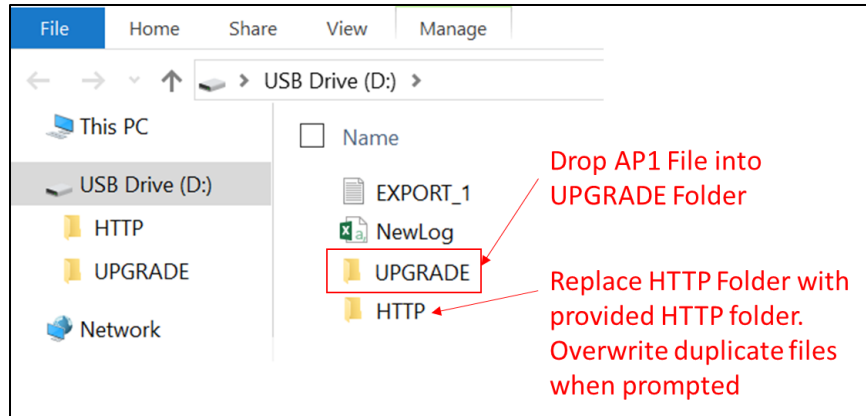 File Home Share View Manage
USB Drive (D:)
This PC
Name
USB Drive (D:)
EXPORT_1
HTTP
NewLog
UPGRADE
UPGRADE
HTTP
Network
Drop AP1 File into
UPGRADE Folder
Replace HTTP Folder with
provided HTTP folder.
Overwrite duplicate files
when prompted